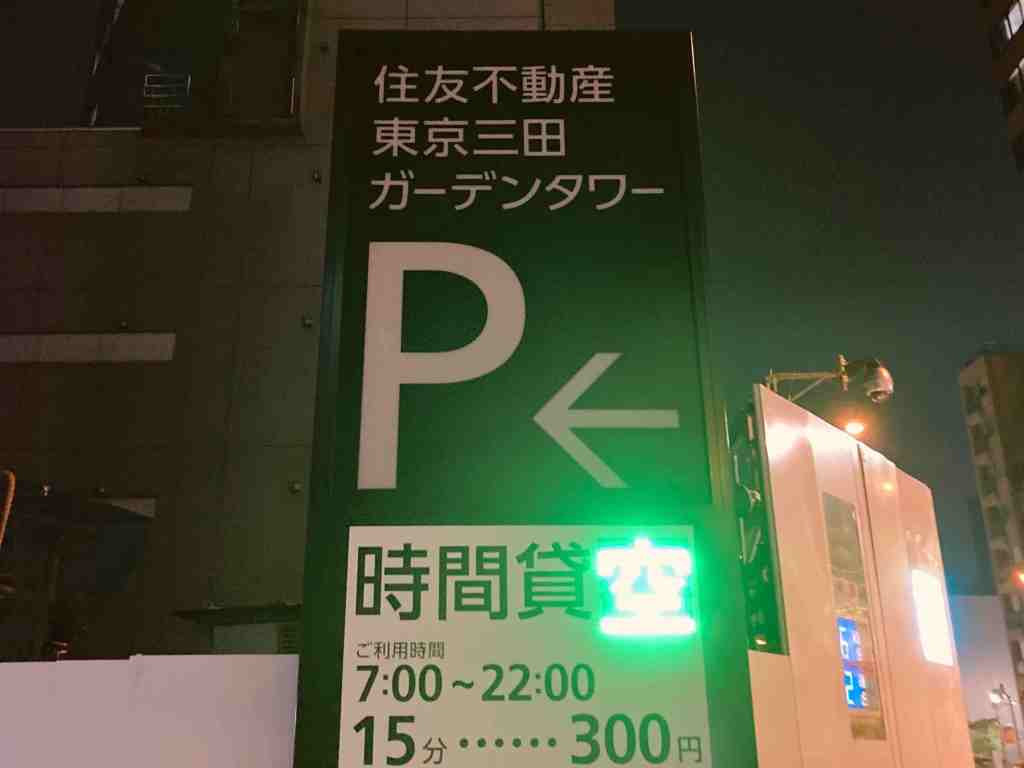 住友不動産
東京三田
ガーデンタワー
P ←
時間貸 空
ご利用時間
7:00~22:00
15分……300円